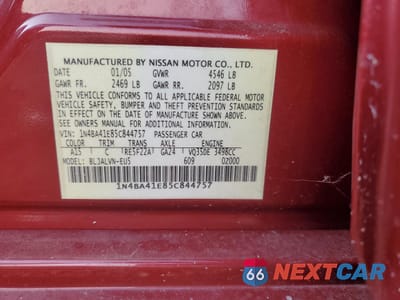 MANUFACTURED BY NISSAN MOTOR CO., LTD.
DATE 01/05 GVWR 4546 LB
GAWR FR. 2469 LB GAWR RR. 2097 LB
THIS VEHICLE CONFORMS TO ALL APPLICABLE FEDERAL MOTOR
VEHICLE SAFETY, BUMPER AND THEFT PREVENTION STANDARDS
IN EFFECT ON THE DATE OF MANUFACTURE SHOWN ABOVE.
SEE OWNERS MANUAL FOR ADDITIONAL INFORMATION.
VIN: 1N4BA41E85C844757 PASSENGER CAR
COLOR TRIM TRANS AXLE ENGINE
A15 C RE5F22A GA24 VQ35DE 3498CC
MODEL: BLJALVN-EU5 609 02000
1N4BA41E85C844757
66 NEXTCAR